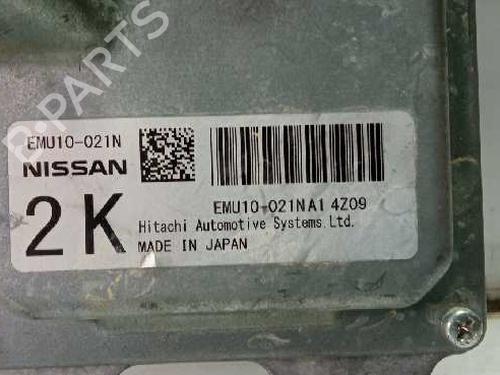 B-PARTS
EMU10-021N
NISSAN
2K
EMU10-021NA1 4Z09
Hitachi Automotive Systems,Ltd.
MADE IN JAPAN